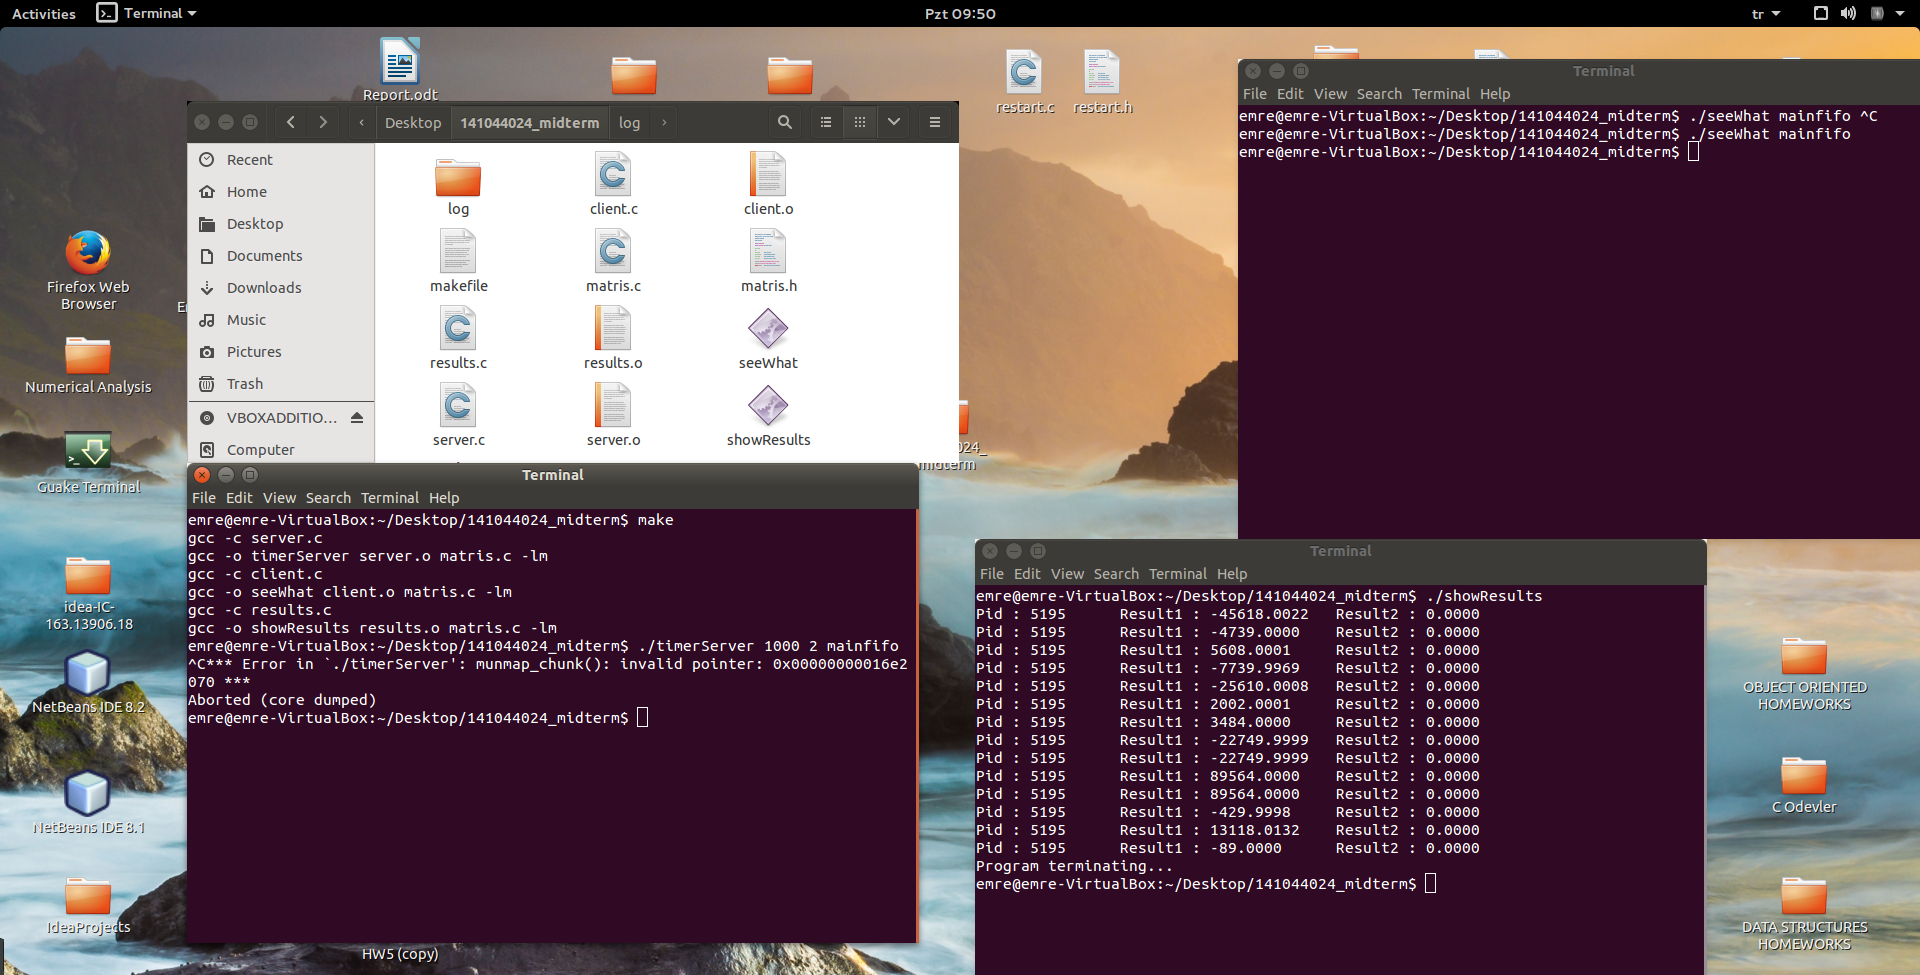 Activities Terminal Pzt 09:50 tr
Report.odt
restart.c restart.h
Firefox Web
Browser
Numerical Analysis
Guake Terminal
idea-IC-
163.13906.18
NetBeans IDE 8.2
NetBeans IDE 8.1
IdeaProjects
HW5 (copy)
Desktop 141044024_midterm log
Recent
Home
Desktop
Documents
Downloads
Music
Pictures
Trash
VBOXADDITIO...
Computer
log client.c client.o
makefile matris.c matris.h
results.c results.o seeWhat
server.c server.o showResults
024_
midterm
Terminal
File Edit View Search Terminal Help
emre@emre-VirtualBox:~/Desktop/141044024_midterm$ make
gcc -c server.c
gcc -o timerServer server.o matris.c -lm
gcc -c client.c
gcc -o seeWhat client.o matris.c -lm
gcc -c results.c
gcc -o showResults results.o matris.c -lm
emre@emre-VirtualBox:~/Desktop/141044024_midterm$ ./timerServer 1000 2 mainfifo
^C*** Error in `./timerServer': munmap_chunk(): invalid pointer: 0x00000000016e2
070 ***
Aborted (core dumped)
emre@emre-VirtualBox:~/Desktop/141044024_midterm$
Terminal
File Edit View Search Terminal Help
emre@emre-VirtualBox:~/Desktop/141044024_midterm$ ./seeWhat mainfifo ^C
emre@emre-VirtualBox:~/Desktop/141044024_midterm$ ./seeWhat mainfifo
emre@emre-VirtualBox:~/Desktop/141044024_midterm$
Terminal
File Edit View Search Terminal Help
emre@emre-VirtualBox:~/Desktop/141044024_midterm$ ./showResults
Pid : 5195 Result1 : -45618.0022 Result2 : 0.0000
Pid : 5195 Result1 : -4739.0000 Result2 : 0.0000
Pid : 5195 Result1 : 5608.0001 Result2 : 0.0000
Pid : 5195 Result1 : -7739.9969 Result2 : 0.0000
Pid : 5195 Result1 : -25610.0008 Result2 : 0.0000
Pid : 5195 Result1 : 2002.0001 Result2 : 0.0000
Pid : 5195 Result1 : 3484.0000 Result2 : 0.0000
Pid : 5195 Result1 : -22749.9999 Result2 : 0.0000
Pid : 5195 Result1 : -22749.9999 Result2 : 0.0000
Pid : 5195 Result1 : 89564.0000 Result2 : 0.0000
Pid : 5195 Result1 : 89564.0000 Result2 : 0.0000
Pid : 5195 Result1 : -429.9998 Result2 : 0.0000
Pid : 5195 Result1 : 13118.0132 Result2 : 0.0000
Pid : 5195 Result1 : -89.0000 Result2 : 0.0000
Program terminating...
emre@emre-VirtualBox:~/Desktop/141044024_midterm$
OBJECT ORIENTED
HOMEWORKS
C Odevler
DATA STRUCTURES
HOMEWORKS